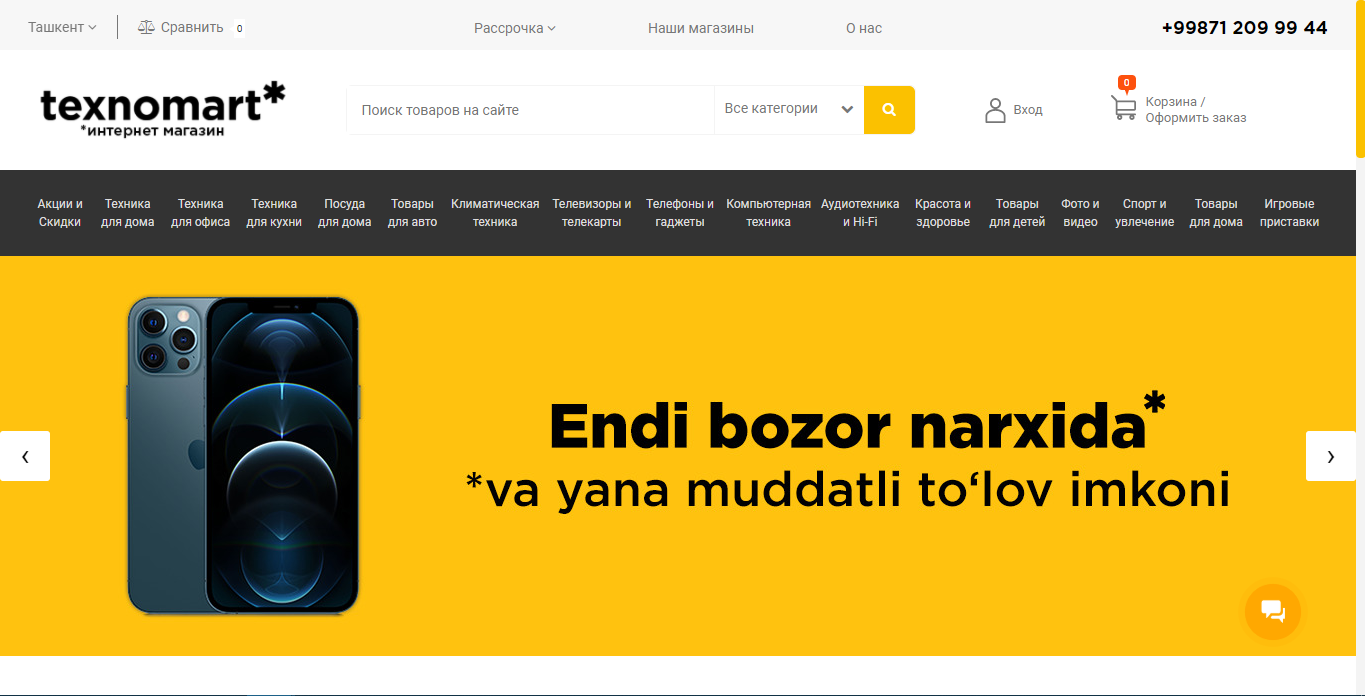 Ташкент
Сравнить 0
Рассрочка
Наши магазины
О нас
+99871 209 99 44
texnomart*
*интернет магазин
Поиск товаров на сайте
Все категории
Вход
0
Корзина /
Оформить заказ
Акции и
Скидки
Техника
для дома
Техника
для офиса
Техника
для кухни
Посуда
для дома
Товары
для авто
Климатическая
техника
Телевизоры и
телекарты
Телефоны и
гаджеты
Компьютерная
техника
Аудиотехника
и Hi-Fi
Красота и
здоровье
Товары
для детей
Фото и
видео
Спорт и
увлечение
Товары
для дома
Игровые
приставки
Endi bozor narxida*
*va yana muddatli to‘lov imkoni